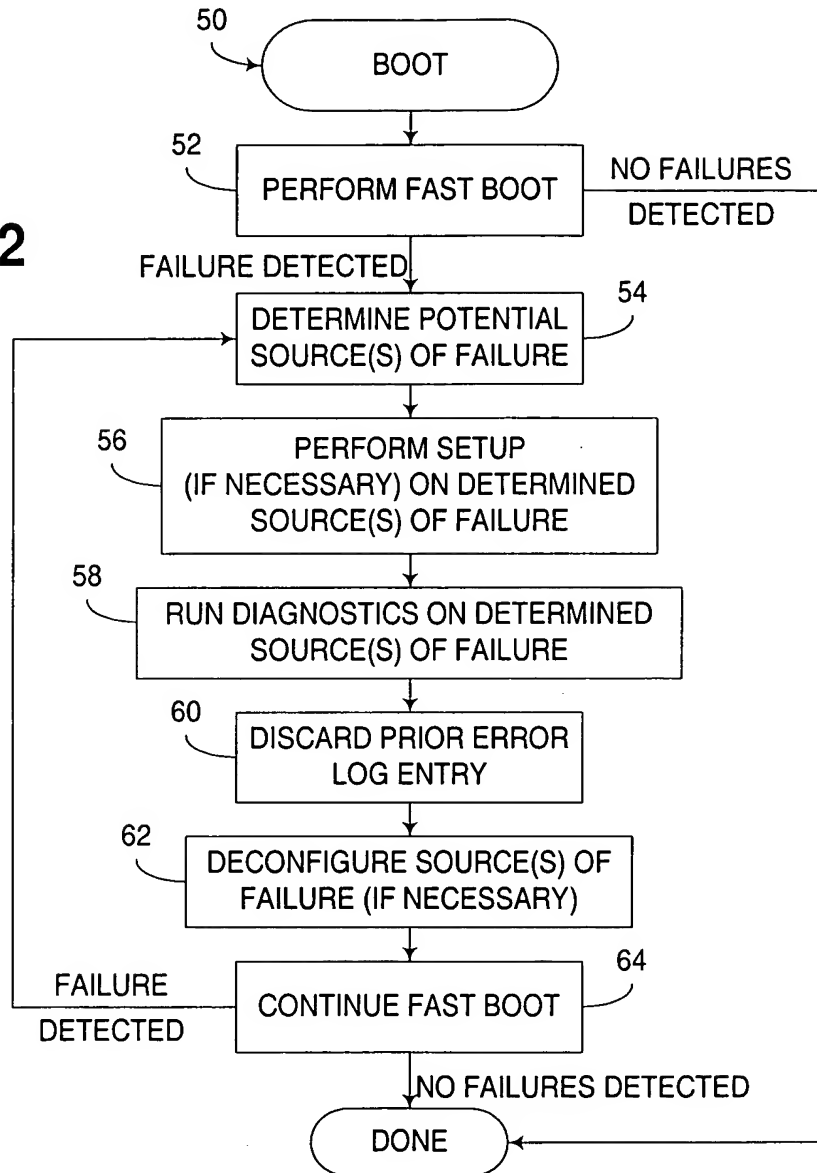 50
BOOT
52
PERFORM FAST BOOT
NO FAILURES
DETECTED
2
FAILURE DETECTED
54
DETERMINE POTENTIAL
SOURCE(S) OF FAILURE
56
PERFORM SETUP
(IF NECESSARY) ON DETERMINED
SOURCE(S) OF FAILURE
58
RUN DIAGNOSTICS ON DETERMINED
SOURCE(S) OF FAILURE
60
DISCARD PRIOR ERROR
LOG ENTRY
62
DECONFIGURE SOURCE(S) OF
FAILURE (IF NECESSARY)
64
FAILURE
DETECTED
CONTINUE FAST BOOT
NO FAILURES DETECTED
DONE